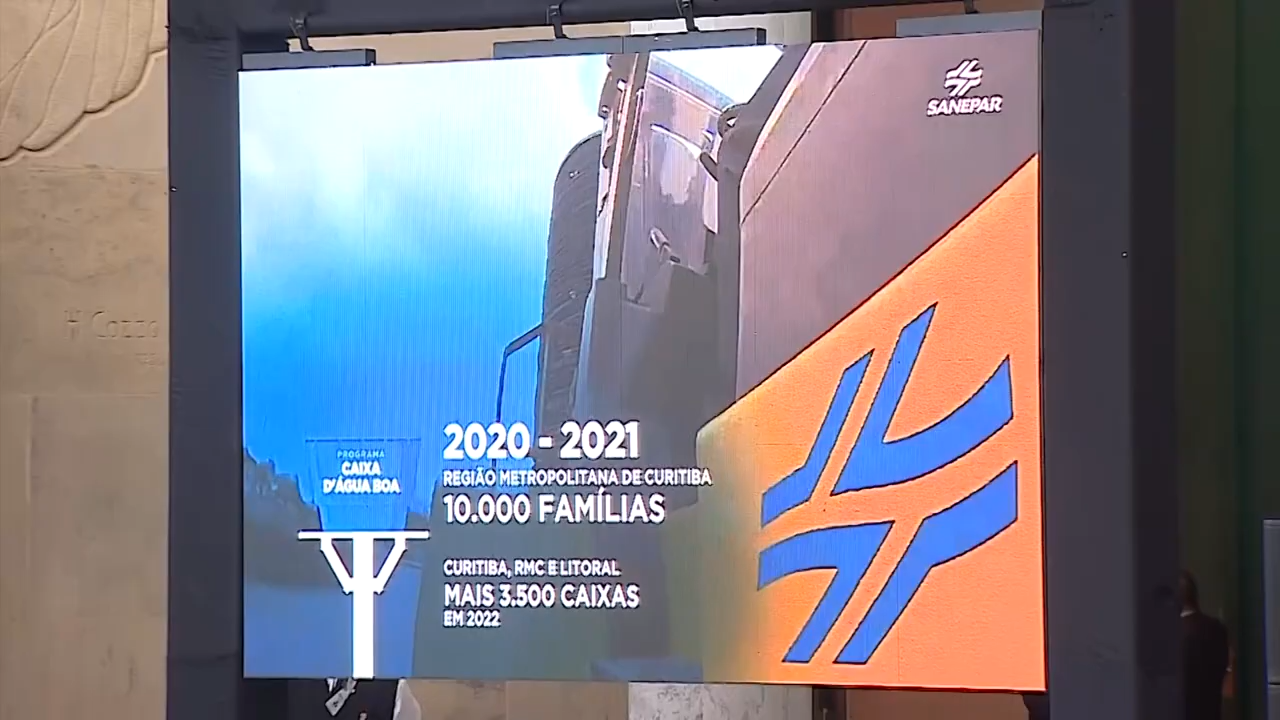 SANEPAR
H Cozzo
PROGRAMA
CAIXA
D'ÁGUA BOA
2020 - 2021
REGIÃO METROPOLITANA DE CURITIBA
10.000 FAMÍLIAS
CURITIBA, RMC E LITORAL
MAIS 3.500 CAIXAS
EM 2022